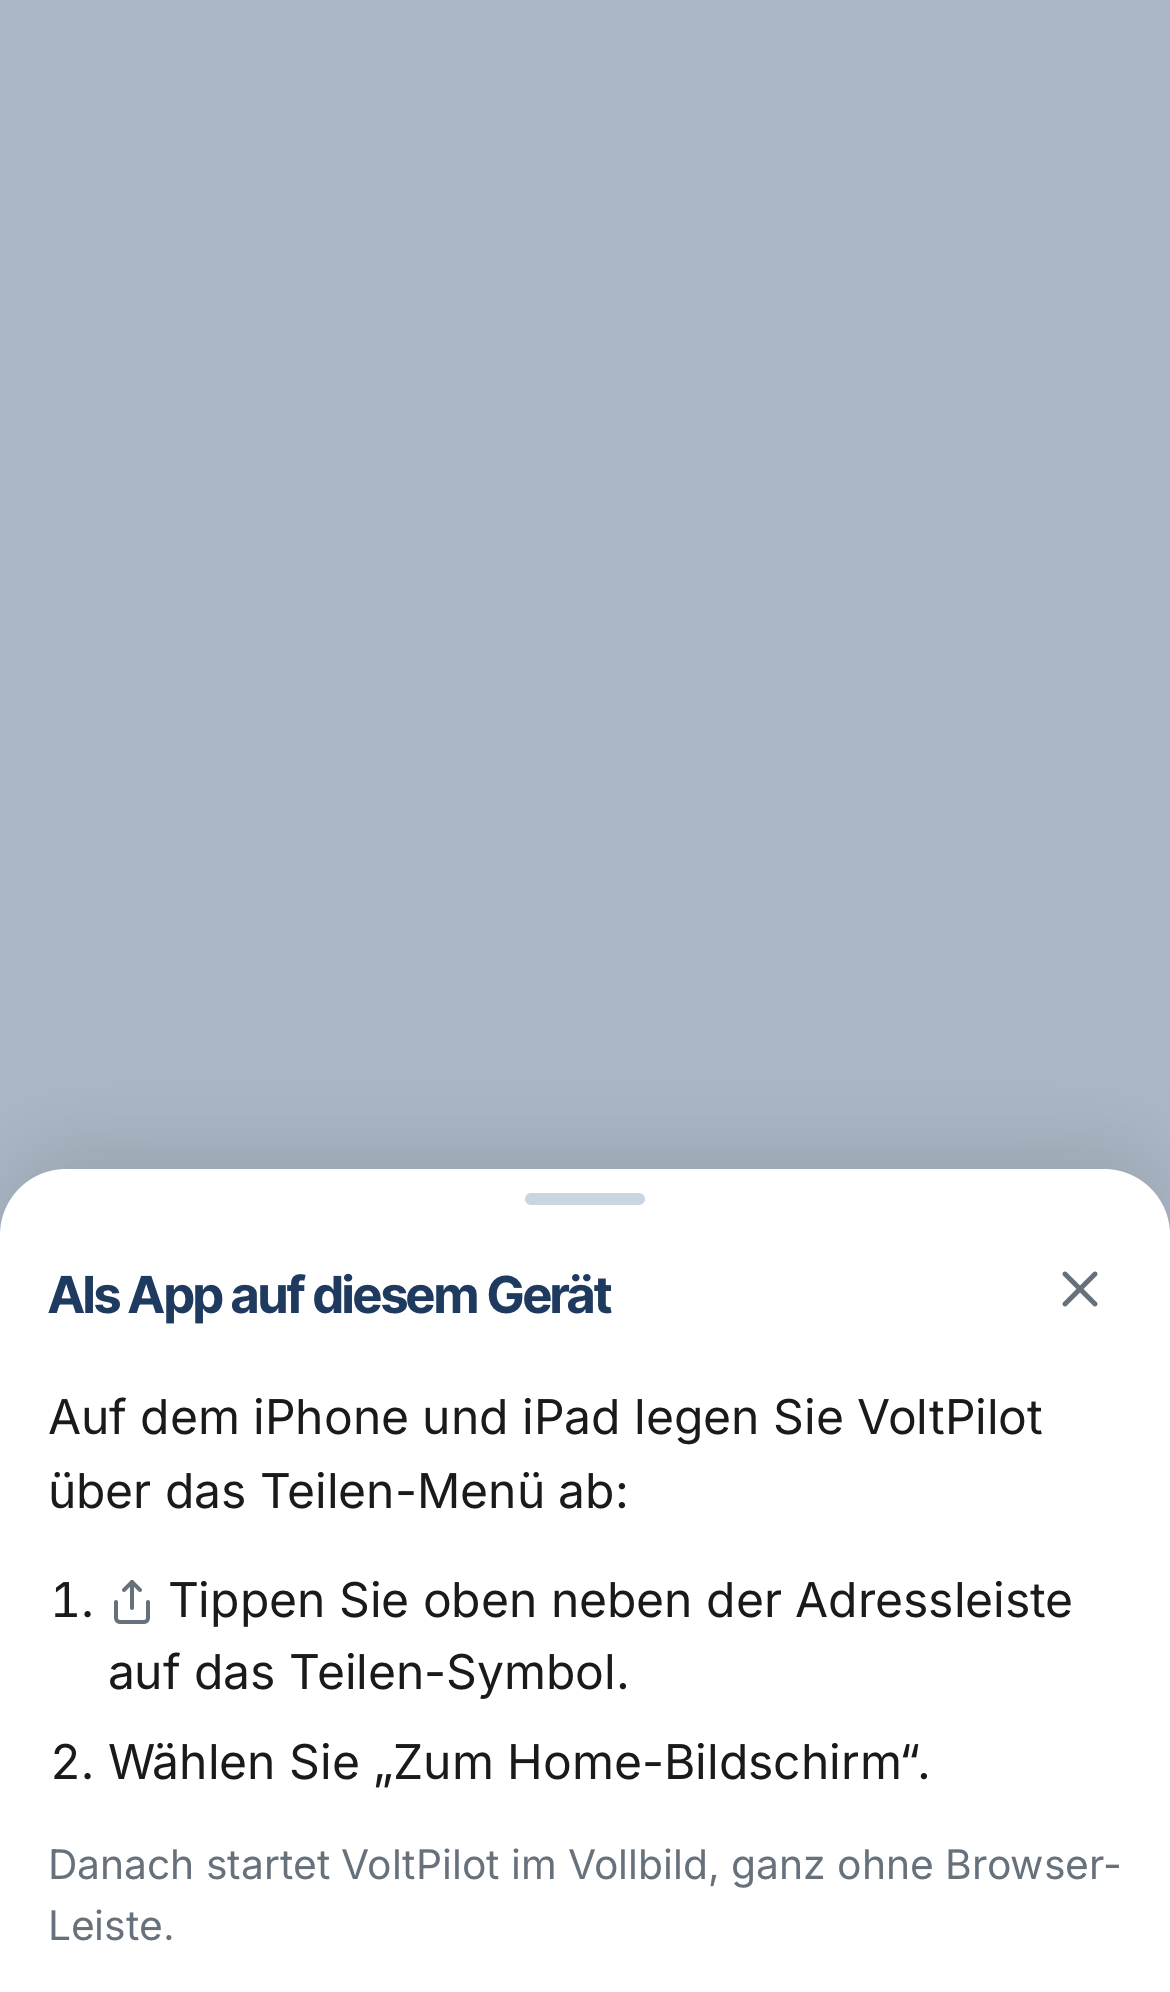 Als App auf diesem Gerät
Auf dem iPhone und iPad legen Sie VoltPilot
über das Teilen-Menü ab:
1. Tippen Sie oben neben der Adressleiste
auf das Teilen-Symbol.
2. Wählen Sie „Zum Home-Bildschirm“.
Danach startet VoltPilot im Vollbild, ganz ohne Browser-
Leiste.